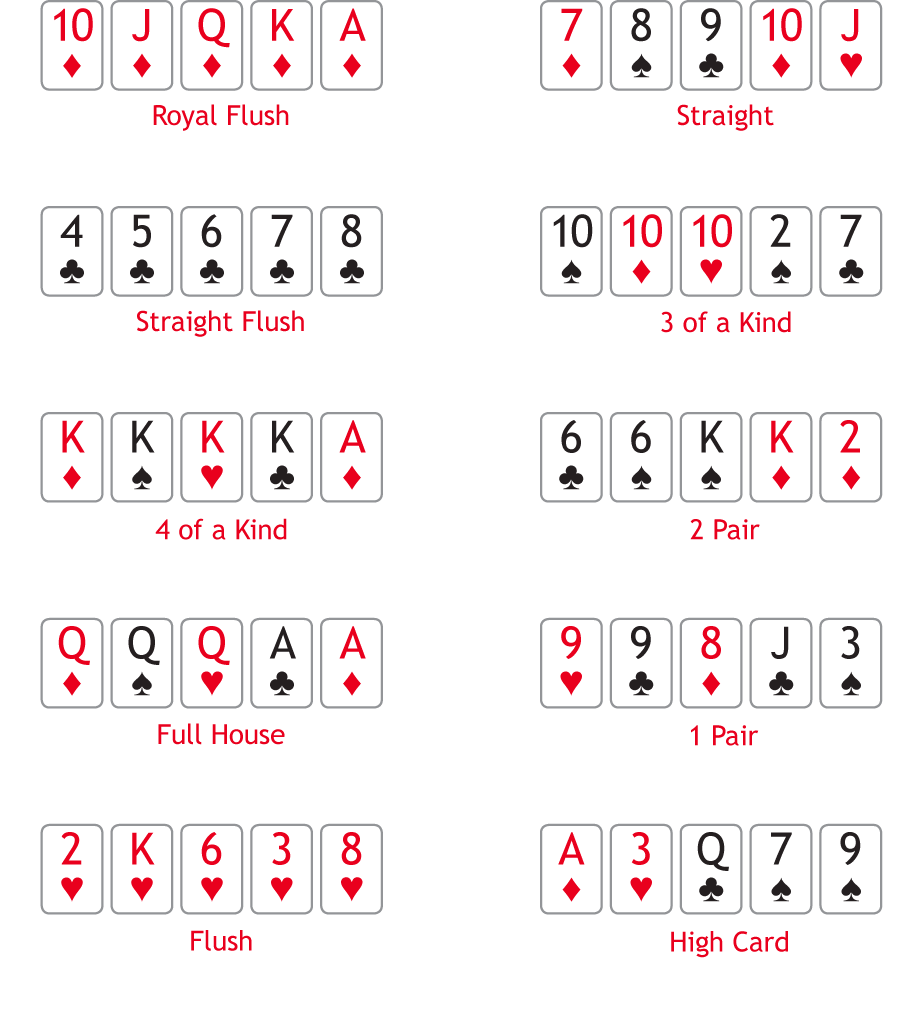 10 J Q K A
Royal Flush
4 5 6 7 8
Straight Flush
K K K K A
4 of a Kind
Q Q Q A A
Full House
2 K 6 3 8
Flush
7 8 9 10 J
Straight
10 10 10 2 7
3 of a Kind
6 6 K K 2
2 Pair
9 9 8 J 3
1 Pair
A 3 Q 7 9
High Card